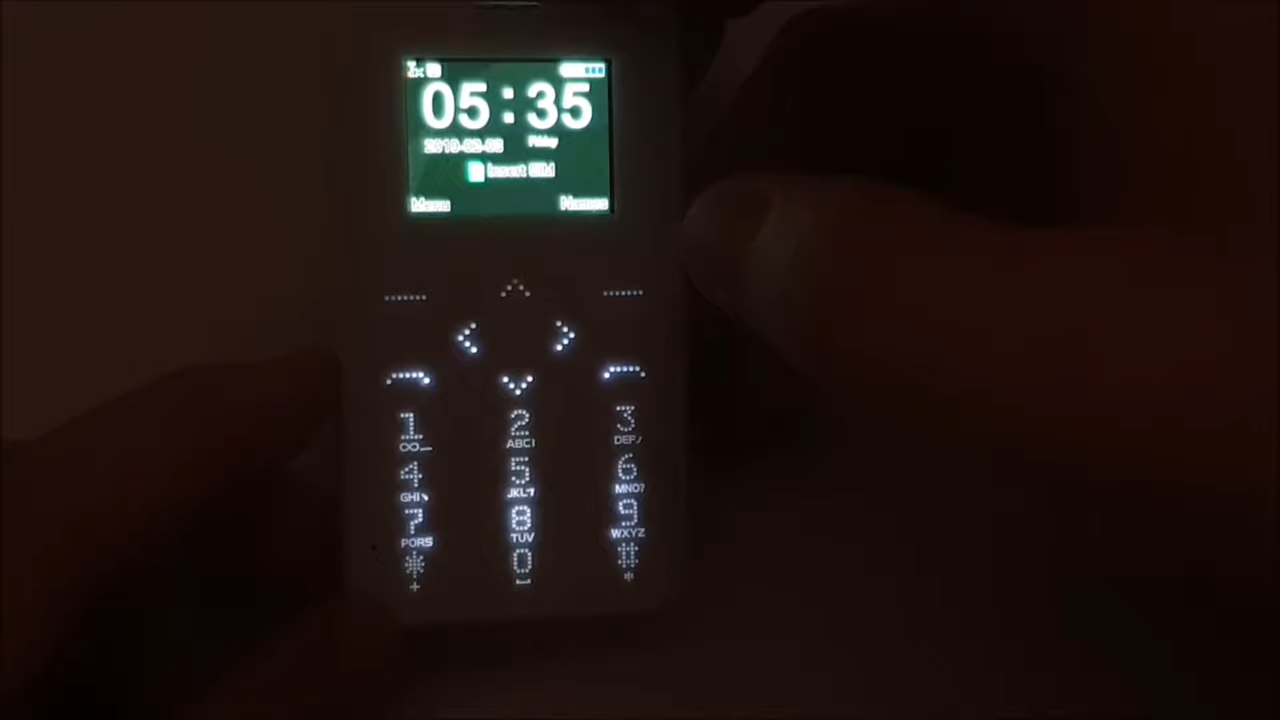 05:35
Friday
Insert SIM
Menu Names
1 2 3
ABC DEF
4 5 6
GHI JKL MNO?
7 8 9
PQRS TUV WXYZ
* 0 #
+